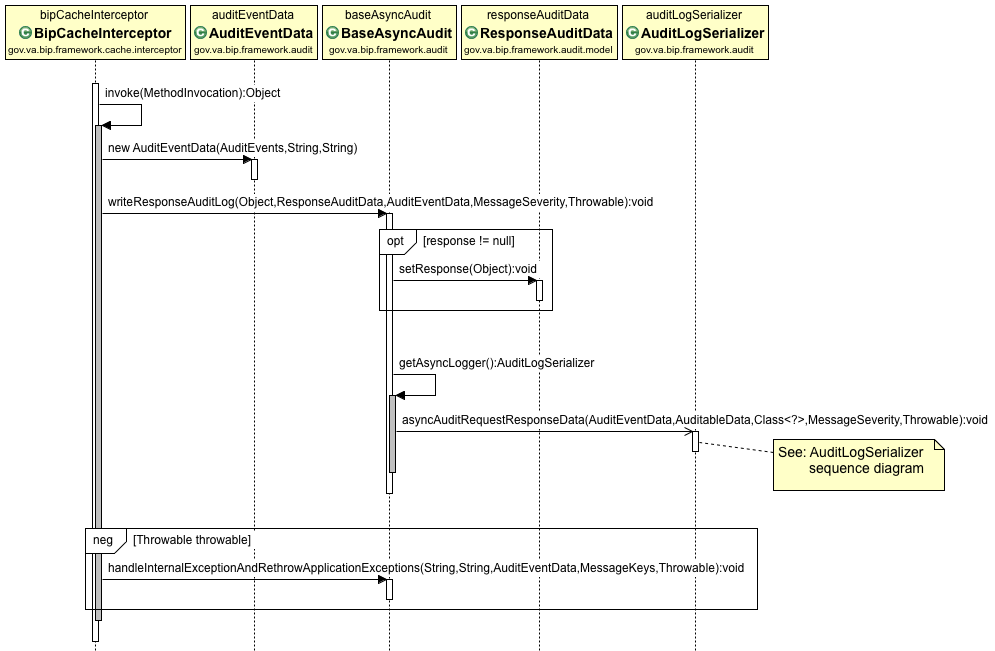 bipCacheInterceptor
BipCacheInterceptor
gov.va.bip.framework.cache.interceptor
auditEventData
AuditEventData
gov.va.bip.framework.audit
baseAsyncAudit
BaseAsyncAudit
gov.va.bip.framework.audit
responseAuditData
ResponseAuditData
gov.va.bip.framework.audit.model
auditLogSerializer
AuditLogSerializer
gov.va.bip.framework.audit
invoke(MethodInvocation):Object
new AuditEventData(AuditEvents,String,String)
writeResponseAuditLog(Object,ResponseAuditData,AuditEventData,MessageSeverity,Throwable):void
opt [response != null]
setResponse(Object):void
getAsyncLogger():AuditLogSerializer
asyncAuditRequestResponseData(AuditEventData,AuditableData,Class<?>,MessageSeverity,Throwable):void
See: AuditLogSerializer
sequence diagram
neg [Throwable throwable]
handleInternalExceptionAndRethrowApplicationExceptions(String,String,AuditEventData,MessageKeys,Throwable):void